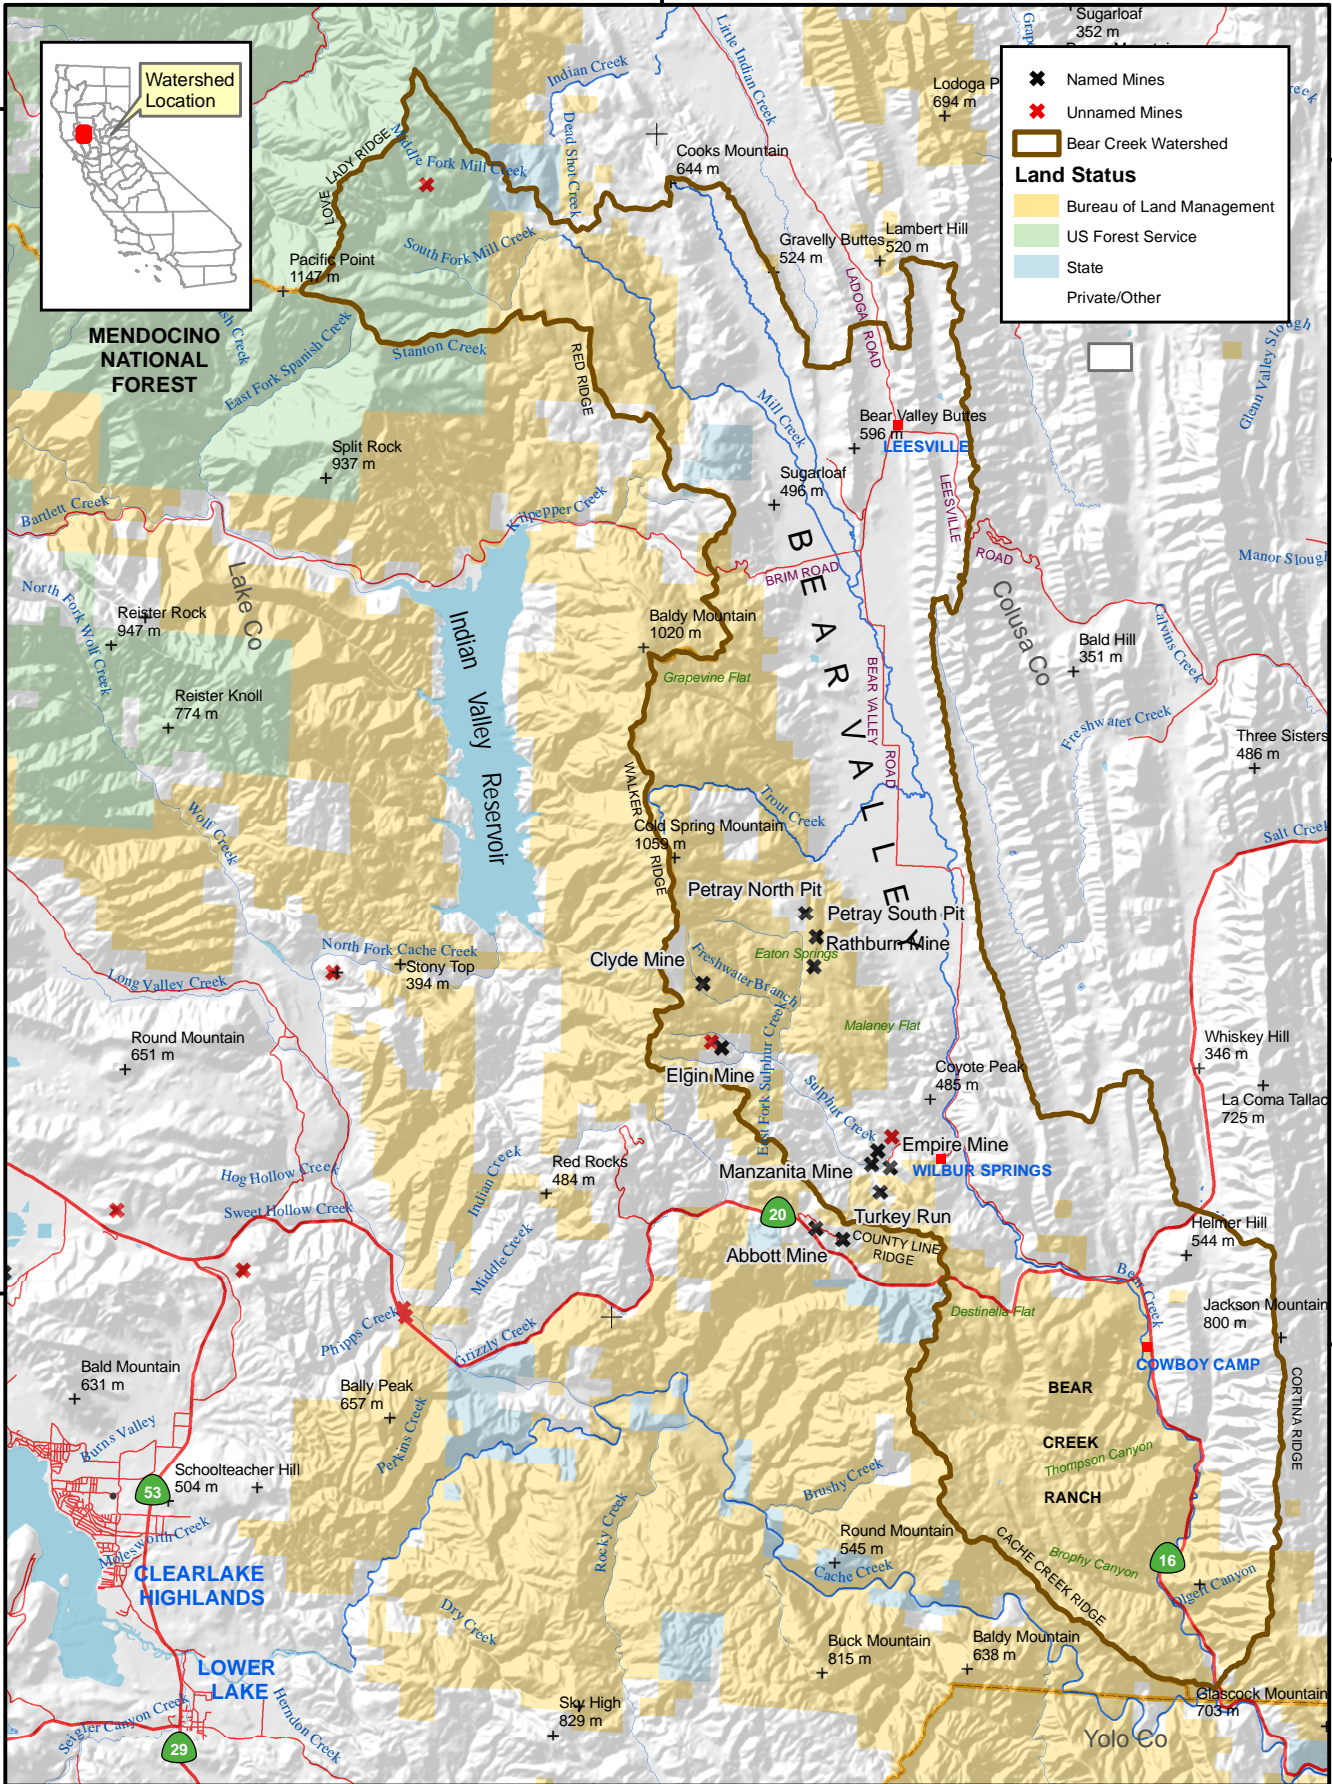 Sugarloaf
352 m
Watershed
Location
Named Mines
Unnamed Mines
Bear Creek Watershed
Land Status
Bureau of Land Management
US Forest Service
State
Private/Other
Little Indian Creek
Indian Creek
Dead Shot Creek
Lodoga P
694 m
Cooks Mountain
644 m
LOVE LADY RIDGE
Middle Fork Mill Creek
South Fork Mill Creek
Gravelly Buttes
524 m
Lambert Hill
520 m
LADOGA ROAD
Pacific Point
1147 m
MENDOCINO
NATIONAL
FOREST
East Fork Spanish Creek
Stanton Creek
RED RIDGE
Glenn Valley Slough
Mill Creek
Bear Valley Buttes
596 m
LEESVILLE
Split Rock
937 m
Sugarloaf
496 m
LEESVILLE
ROAD
Bartlett Creek
Kilpepper Creek
BRIM ROAD
BEAR VALLEY
Manor Slough
Lake Co
Colusa Co
North Fork Wolf Creek
Reister Rock
947 m
Indian Valley Reservoir
Baldy Mountain
1020 m
Grapevine Flat
Bald Hill
351 m
Calvins Creek
Reister Knoll
774 m
BEAR VALLEY
ROAD
Freshwater Creek
Three Sisters
486 m
WALKER RIDGE
Trout Creek
Wolf Creek
Cold Spring Mountain
1059 m
Salt Creek
Petray North Pit
Petray South Pit
Rathburn Mine
Eaton Springs
Clyde Mine
Freshwater Branch
North Fork Cache Creek
Stony Top
394 m
Long Valley Creek
Malaney Flat
Round Mountain
651 m
Elgin Mine
East Fork Sulphur Creek
Sulphur Creek
Coyote Peak
485 m
Whiskey Hill
346 m
La Coma Tallac
725 m
Empire Mine
Manzanita Mine
WILBUR SPRINGS
Red Rocks
484 m
Indian Creek
Hog Hollow Creek
Sweet Hollow Creek
20
Turkey Run
Abbott Mine
COUNTY LINE
RIDGE
Helmer Hill
544 m
Middle Creek
Bear Creek
Destinella Flat
Jackson Mountain
800 m
Phipps Creek
Grizzly Creek
COWBOY CAMP
Bald Mountain
631 m
Bally Peak
657 m
BEAR
CREEK
RANCH
CORTINA RIDGE
Burns Valley
Perkins Creek
Thompson Canyon
Schoolteacher Hill
504 m
53
Brushy Creek
Rocky Creek
Molesworth Creek
Round Mountain
545 m
Cache Creek
CACHE CREEK RIDGE
Brophy Canyon
16
CLEARLAKE
HIGHLANDS
Dry Creek
Buck Mountain
815 m
Baldy Mountain
638 m
LOWER
LAKE
Herndon Creek
Seigler Canyon Creek
29
Sky High
829 m
Glascock Mountain
703 m
Yolo Co